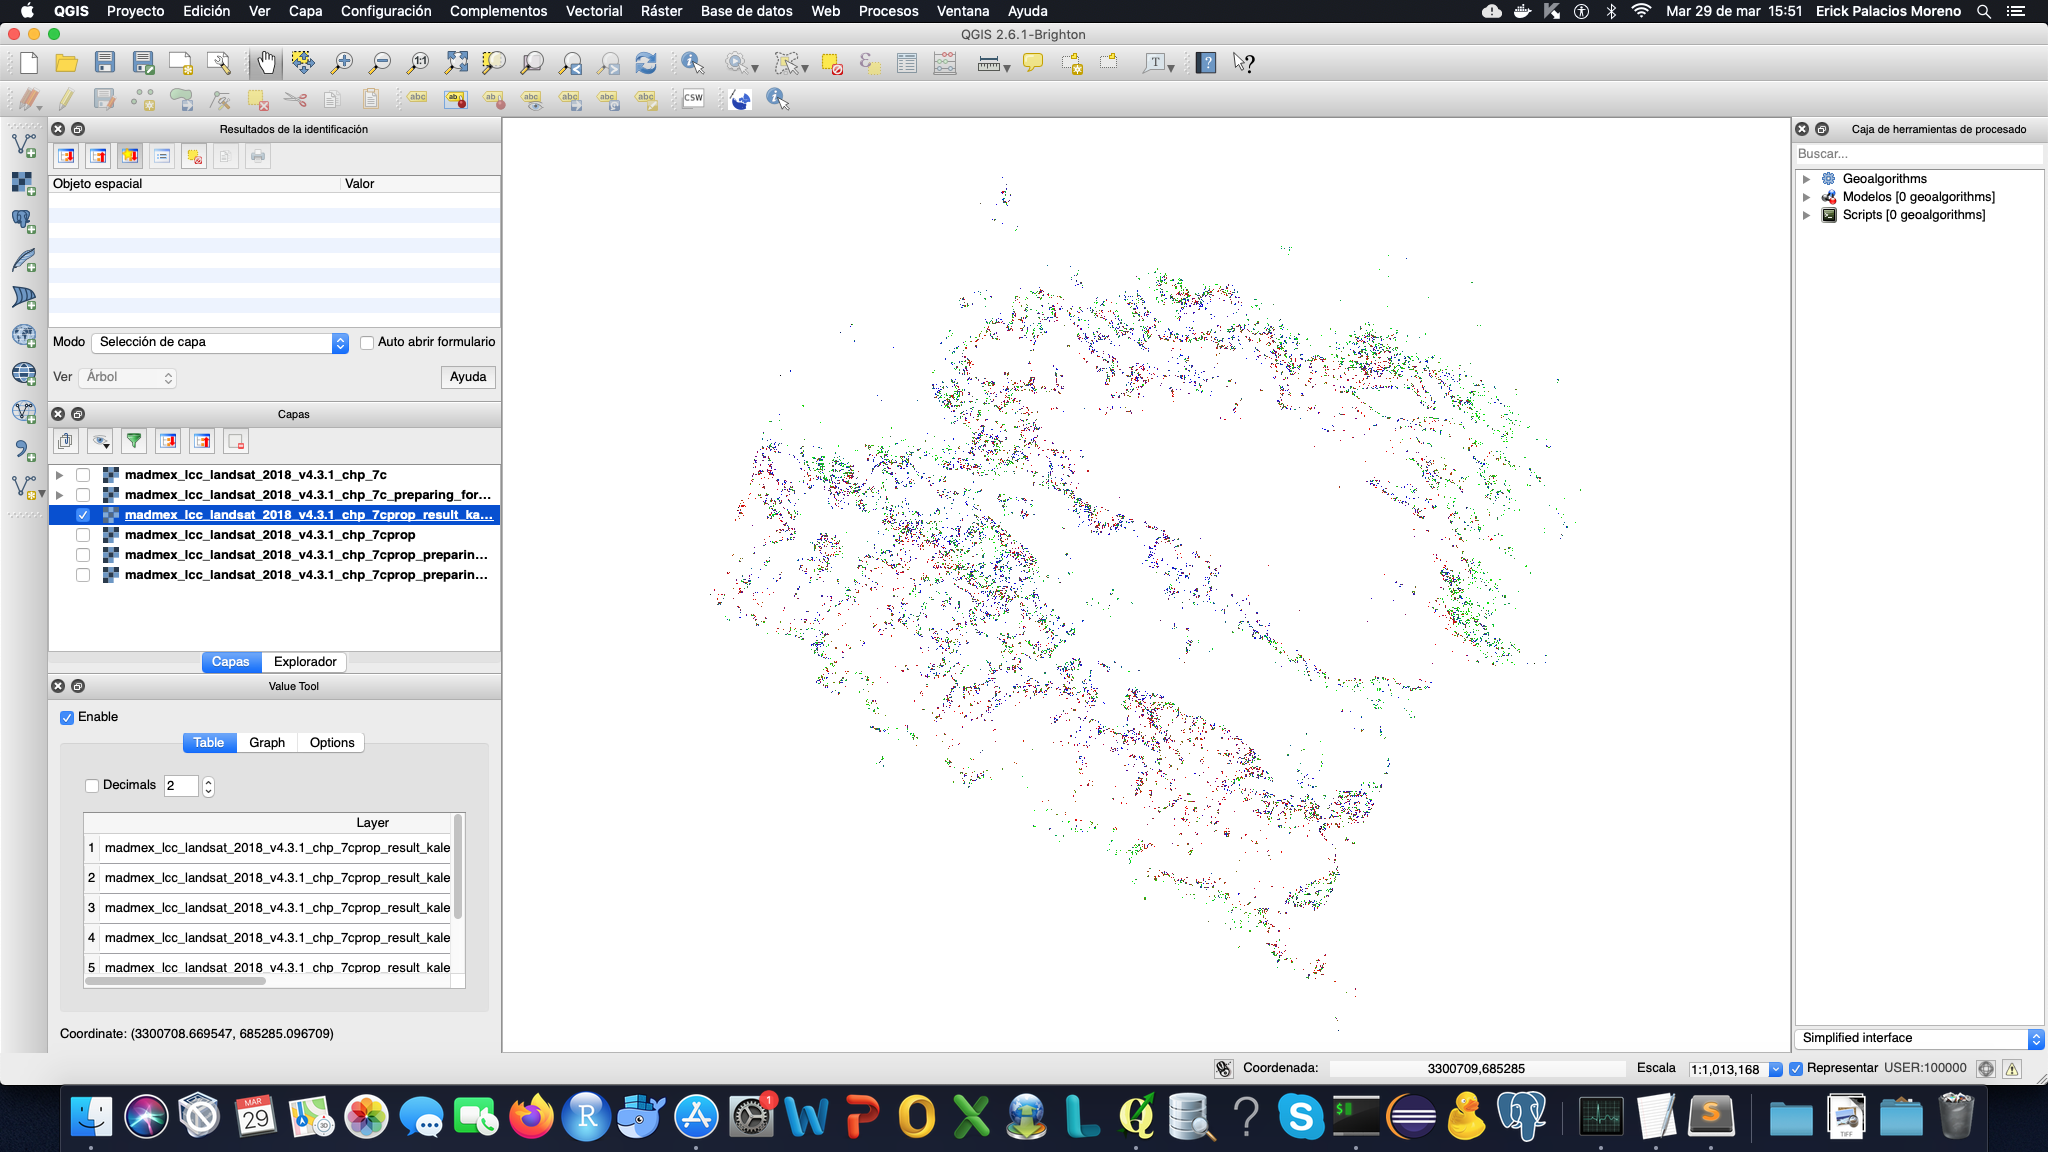 QGIS Proyecto Edición Ver Capa Configuración Complementos Vectorial Ráster Base de datos Web Procesos Ventana Ayuda Mar 29 de mar 15:51 Erick Palacios Moreno
QGIS 2.6.1-Brighton
1:1
T
?
abc
ab
abc
abc
abc
abc
abc
CSW
Resultados de la identificación
Objeto espacial Valor
Modo Selección de capa Auto abrir formulario
Ver Árbol Ayuda
Capas
madmex_lcc_landsat_2018_v4.3.1_chp_7c
madmex_lcc_landsat_2018_v4.3.1_chp_7c_preparing_for...
madmex_lcc_landsat_2018_v4.3.1_chp_7cprop_result_ka...
madmex_lcc_landsat_2018_v4.3.1_chp_7cprop
madmex_lcc_landsat_2018_v4.3.1_chp_7cprop_preparin...
madmex_lcc_landsat_2018_v4.3.1_chp_7cprop_preparin...
Capas Explorador
Value Tool
Enable
Table Graph Options
Decimals 2
Layer
1 madmex_lcc_landsat_2018_v4.3.1_chp_7cprop_result_kale
2 madmex_lcc_landsat_2018_v4.3.1_chp_7cprop_result_kale
3 madmex_lcc_landsat_2018_v4.3.1_chp_7cprop_result_kale
4 madmex_lcc_landsat_2018_v4.3.1_chp_7cprop_result_kale
5 madmex_lcc_landsat_2018_v4.3.1_chp_7cprop_result_kale
Coordinate: (3300708.669547, 685285.096709)
Caja de herramientas de procesado
Buscar...
Geoalgorithms
Modelos [0 geoalgorithms]
Scripts [0 geoalgorithms]
Simplified interface
Coordenada: 3300709,685285 Escala 1:1,013,168 Representar USER:100000
MAR
29
R
1
TIFF